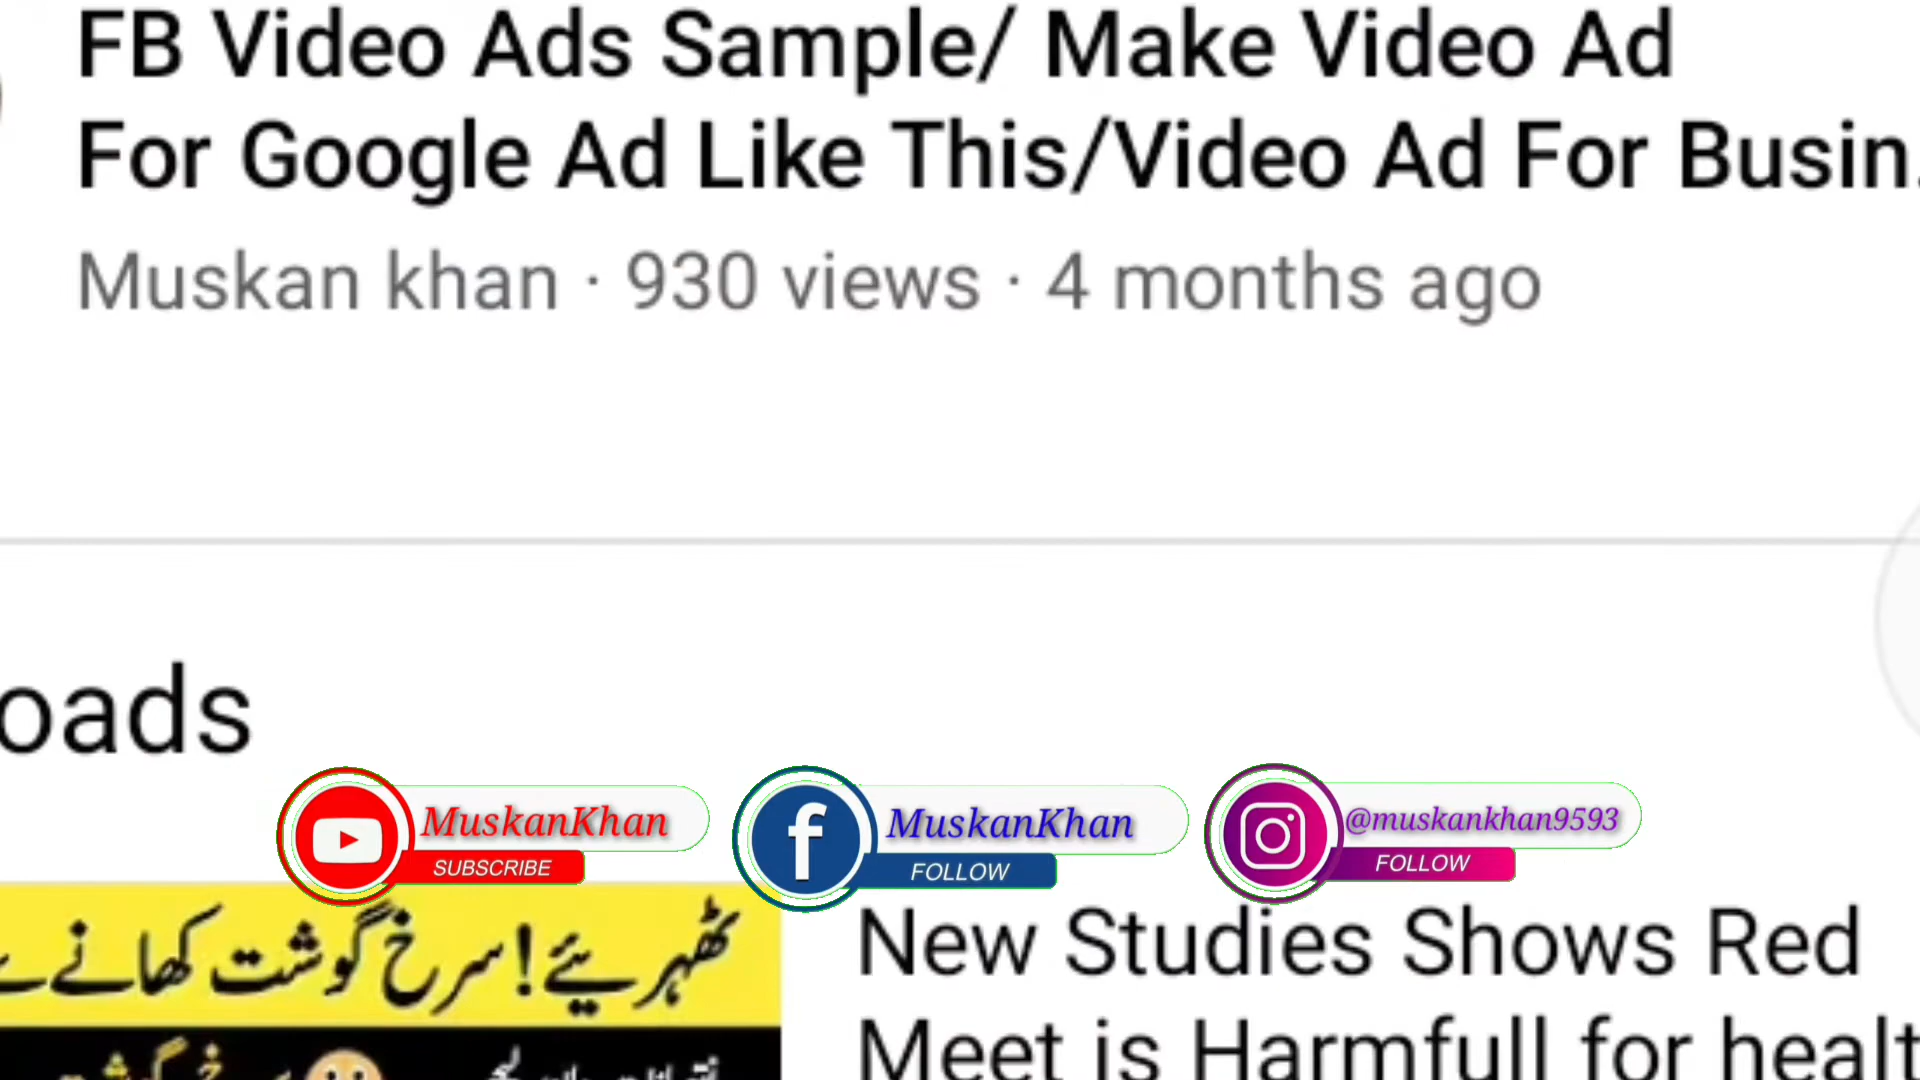 FB Video Ads Sample/ Make Video Ad
For Google Ad Like This/Video Ad For Busin.
Muskan khan · 930 views · 4 months ago
oads
MuskanKhan
SUBSCRIBE
MuskanKhan
FOLLOW
@muskankhan9593
FOLLOW
ٹھہریئے! سرخ گوشت کھانے سے
New Studies Shows Red
Meet is Harmfull for healt